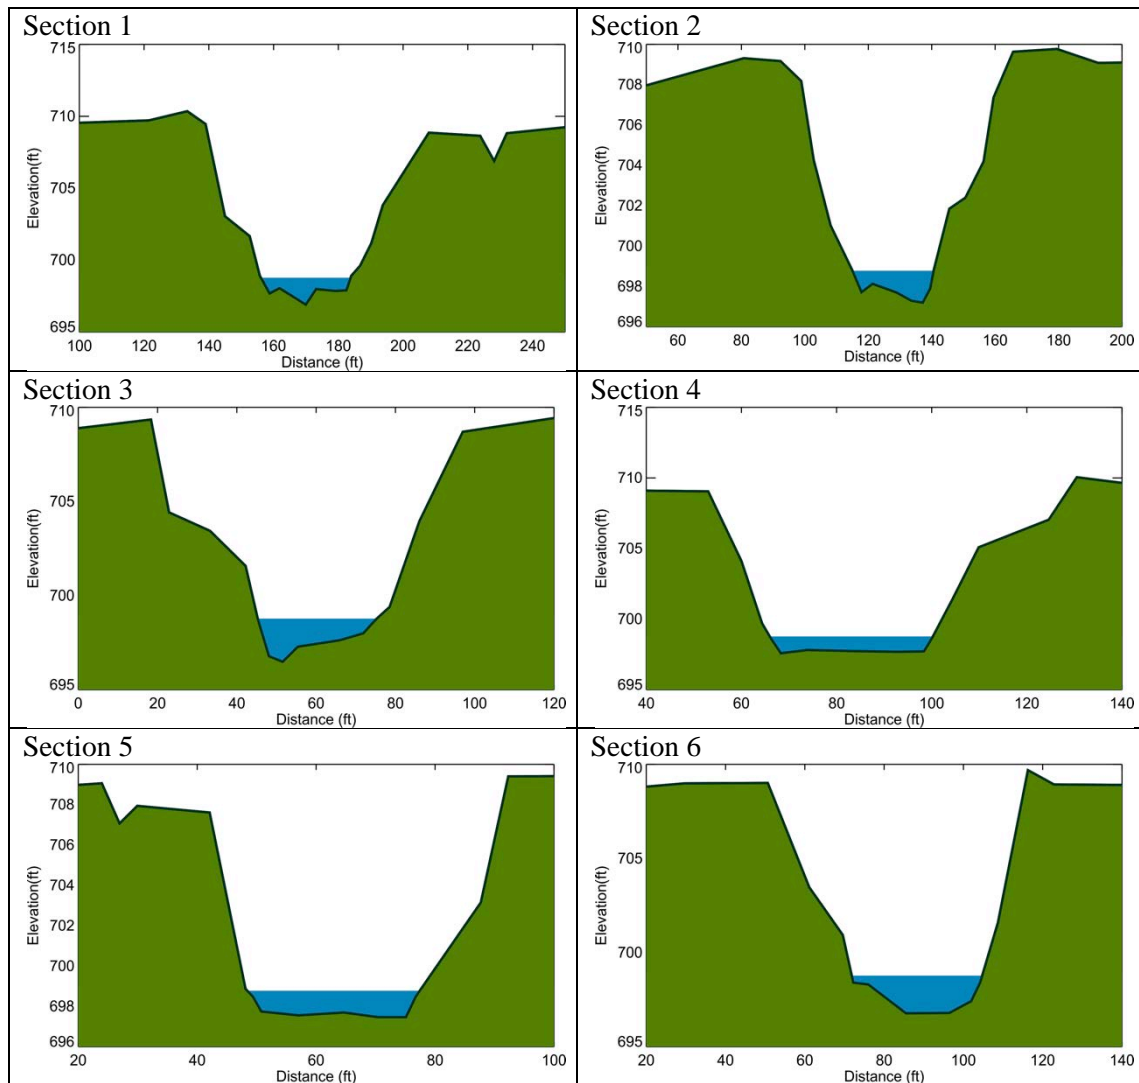 Section 1
715
710
705
700
695
Elevation(ft)
100 120 140 160 180 200 220 240
Distance (ft)
Section 2
710
708
706
704
702
700
698
696
Elevation(ft)
60 80 100 120 140 160 180 200
Distance (ft)
Section 3
710
705
700
695
Elevation(ft)
0 20 40 60 80 100 120
Distance (ft)
Section 4
715
710
705
700
695
Elevation(ft)
40 60 80 100 120 140
Distance (ft)
Section 5
710
708
706
704
702
700
698
696
Elevation(ft)
20 40 60 80 100
Distance (ft)
Section 6
710
705
700
695
Elevation(ft)
20 40 60 80 100 120 140
Distance (ft)